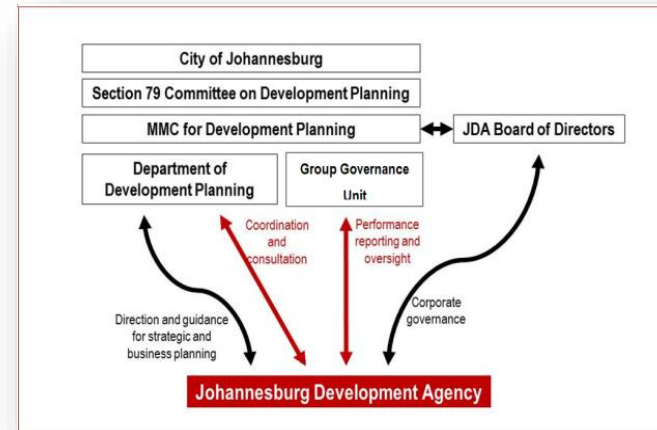 City of Johannesburg
Section 79 Committee on Development Planning
MMC for Development Planning
JDA Board of Directors
Department of
Development Planning
Group Governance
Unit
Coordination
and
consultation
Performance
reporting and
oversight
Direction and guidance
for strategic and
business planning
Corporate
governance
Johannesburg Development Agency